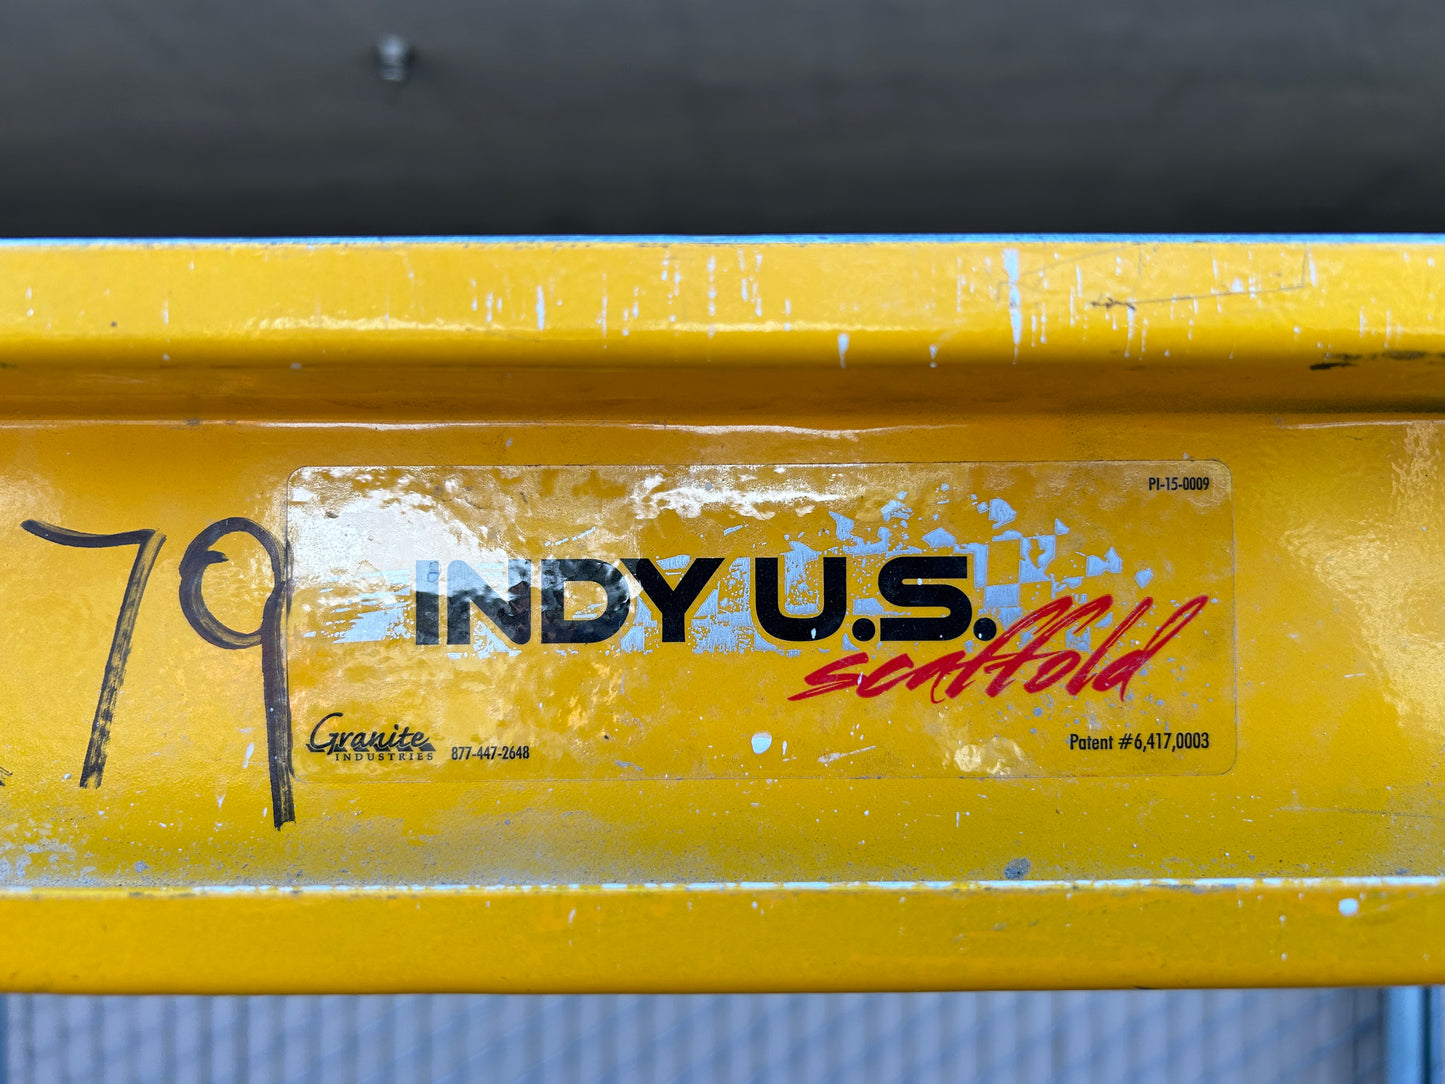 PI-15-0009
79
INDY U.S.
scaffold
Granite
INDUSTRIES
877-447-2648
Patent #6,417,0003